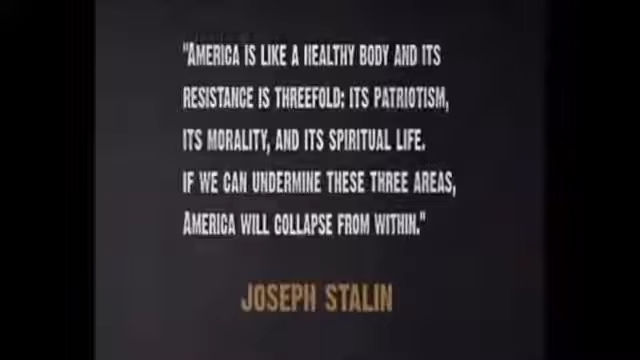 "AMERICA IS LIKE A HEALTHY BODY AND ITS
RESISTANCE IS THREEFOLD: ITS PATRIOTISM,
ITS MORALITY, AND ITS SPIRITUAL LIFE.
IF WE CAN UNDERMINE THESE THREE AREAS,
AMERICA WILL COLLAPSE FROM WITHIN."
JOSEPH STALIN